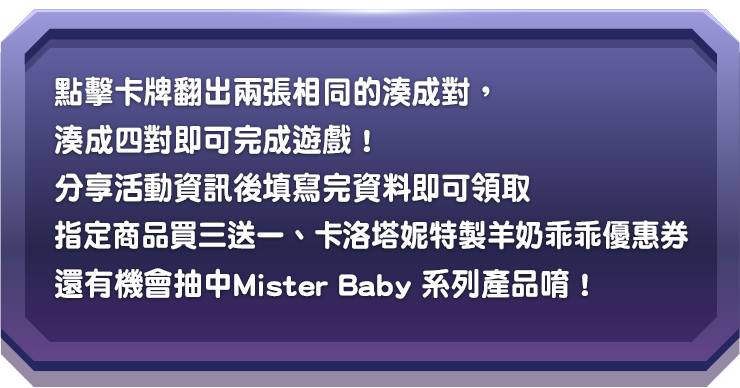 點擊卡牌翻出兩張相同的湊成對，
湊成四對即可完成遊戲！
分享活動資訊後填寫完資料即可領取
指定商品買三送一、卡洛塔妮特製羊奶乖乖優惠券
還有機會抽中Mister Baby 系列產品唷！